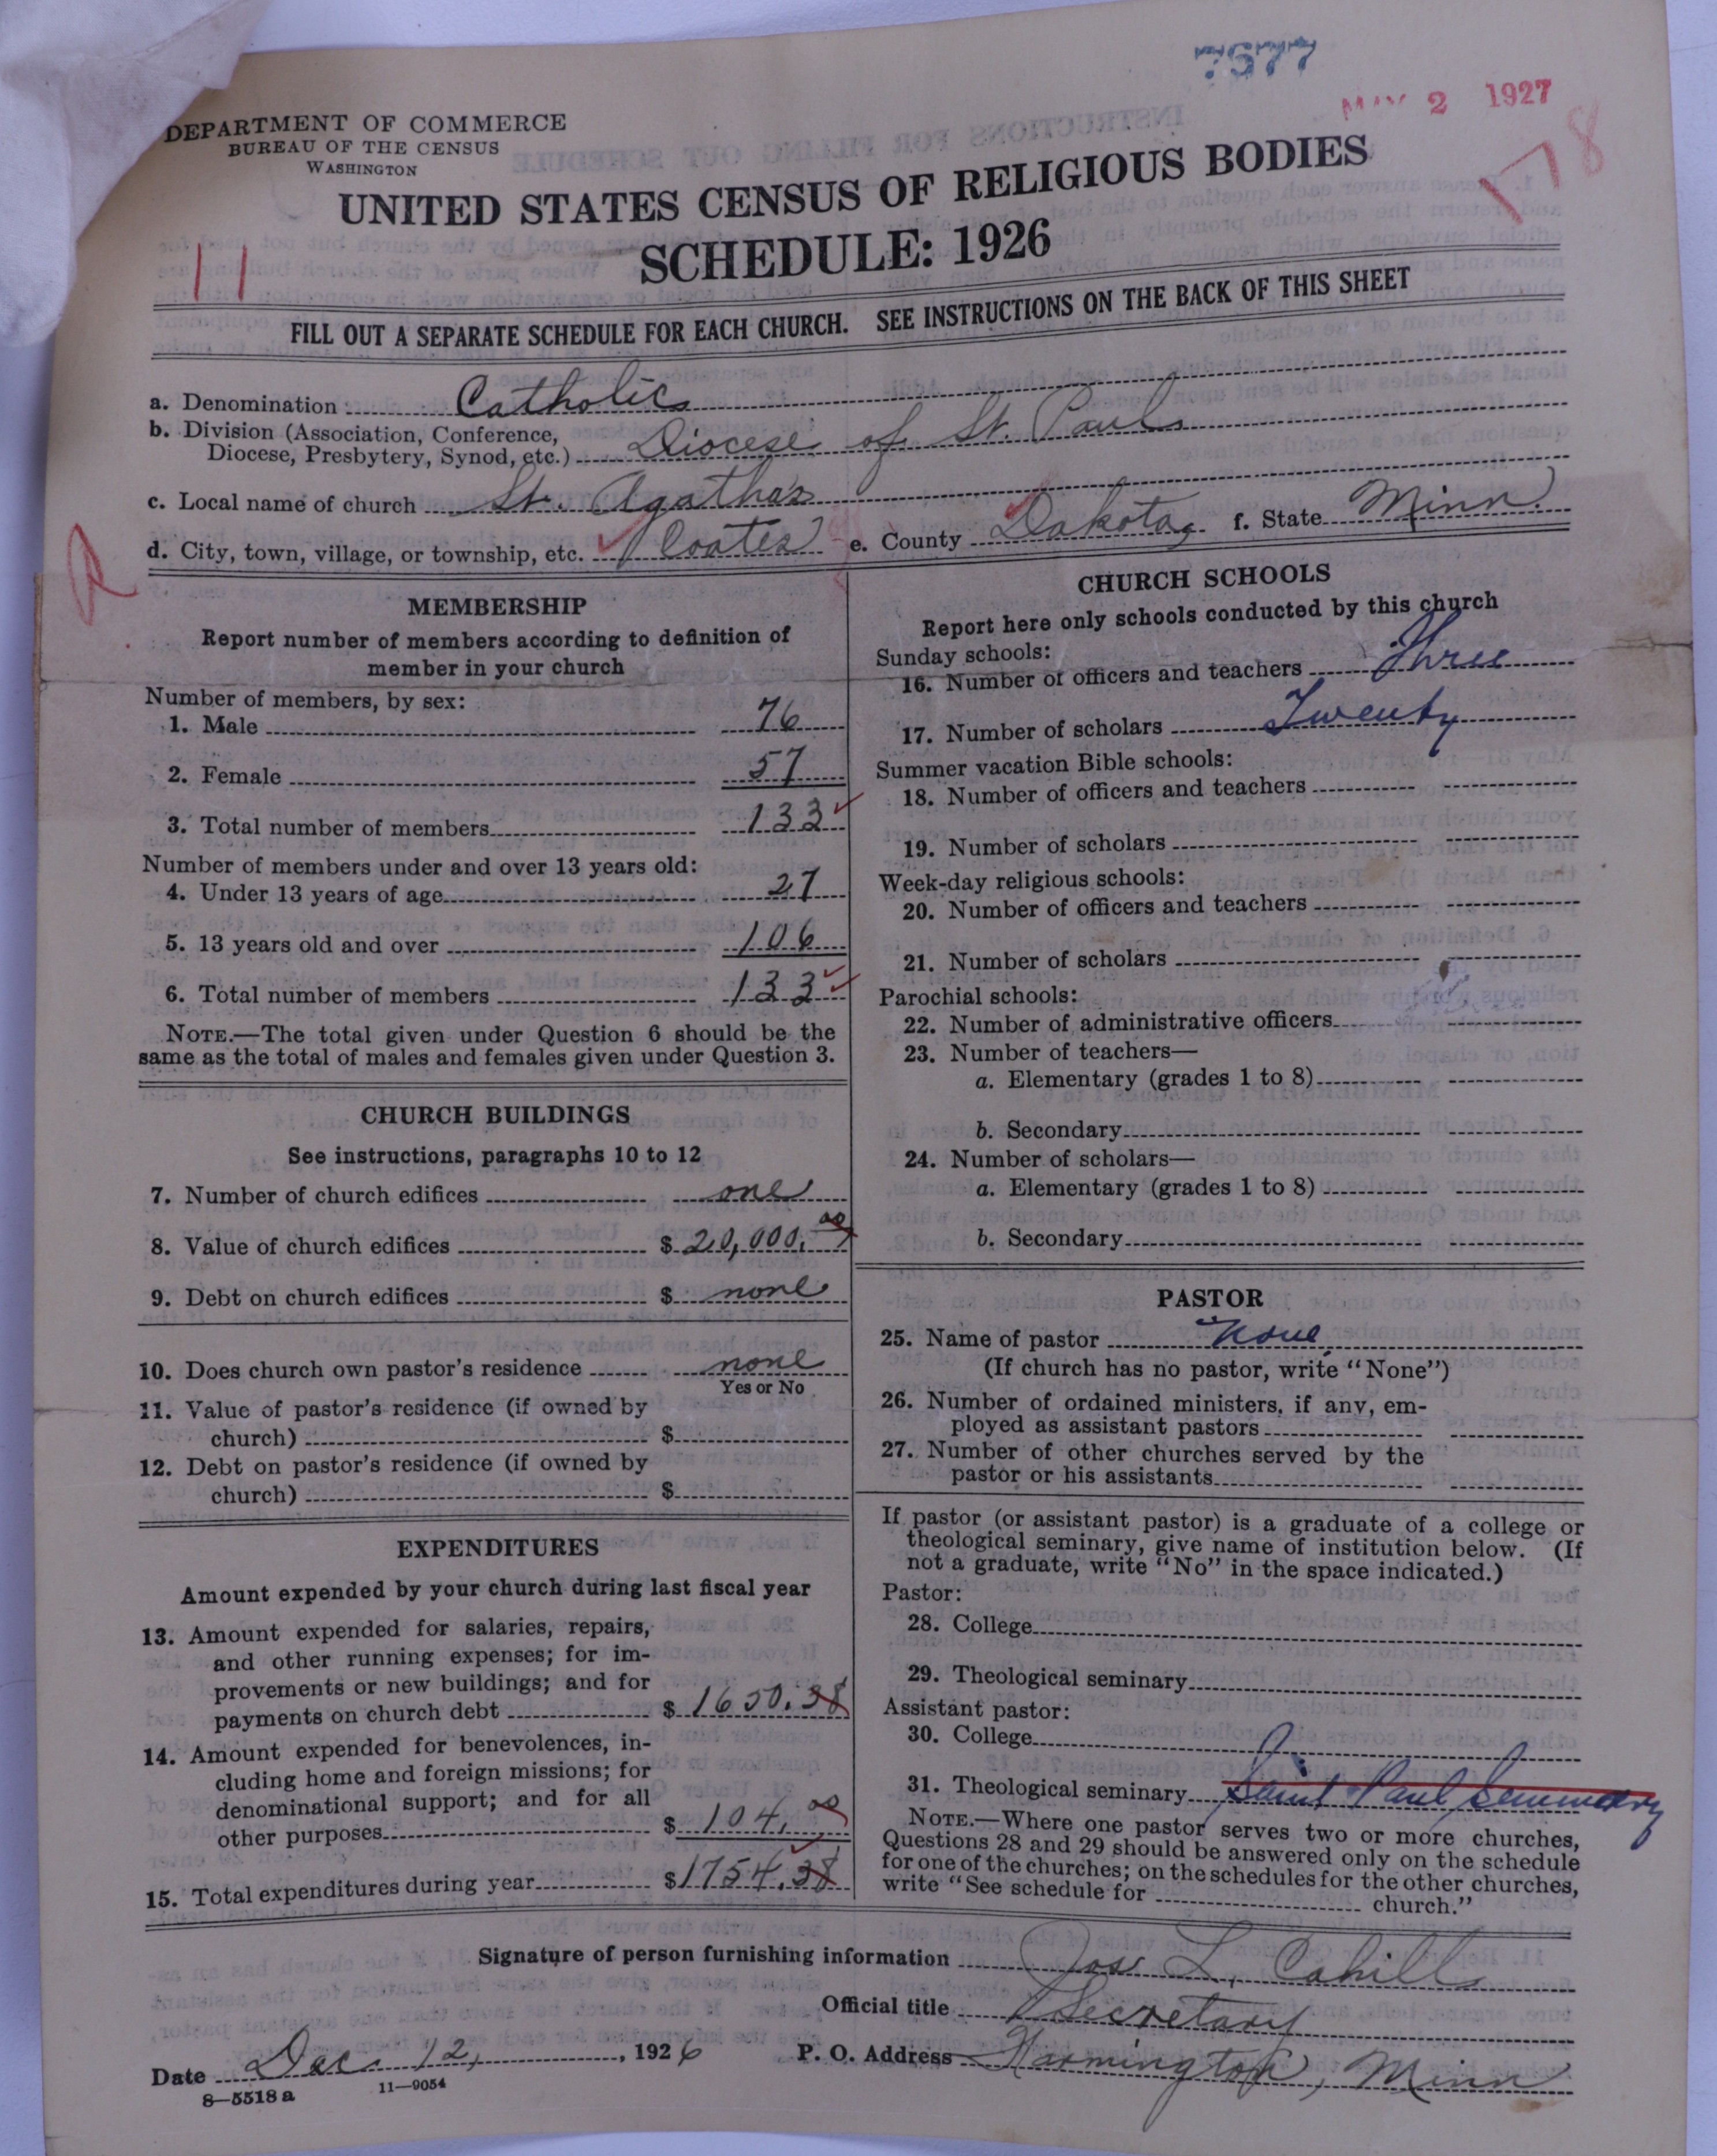 MAY 2 1927
178
DEPARTMENT OF COMMERCE
BUREAU OF THE CENSUS
WASHINGTON
UNITED STATES CENSUS OF RELIGIOUS BODIES
SCHEDULE: 1926
11
FILL OUT A SEPARATE SCHEDULE FOR EACH CHURCH. SEE INSTRUCTIONS ON THE BACK OF THIS SHEET
a. Denomination Catholic
b. Division (Association, Conference,
Diocese, Presbytery, Synod, etc.) Diocese of St. Paul
c. Local name of church St. Agatha's
d. City, town, village, or township, etc. Coates e. County Dakota f. State Minn.
R
MEMBERSHIP
Report number of members according to definition of
member in your church
Number of members, by sex:
1. Male 76
2. Female 57
3. Total number of members 133
Number of members under and over 13 years old:
4. Under 13 years of age 27
5. 13 years old and over 106
6. Total number of members 133
NOTE.—The total given under Question 6 should be the
same as the total of males and females given under Question 3.
CHURCH BUILDINGS
See instructions, paragraphs 10 to 12
7. Number of church edifices one
8. Value of church edifices $ 20,000.00
9. Debt on church edifices $ none
10. Does church own pastor's residence none
Yes or No
11. Value of pastor's residence (if owned by
church) $
12. Debt on pastor's residence (if owned by
church) $
EXPENDITURES
Amount expended by your church during last fiscal year
13. Amount expended for salaries, repairs,
and other running expenses; for im-
provements or new buildings; and for
payments on church debt $ 1650.38
14. Amount expended for benevolences, in-
cluding home and foreign missions; for
denominational support; and for all
other purposes $ 104.00
15. Total expenditures during year $ 1754.38
CHURCH SCHOOLS
Report here only schools conducted by this church
Sunday schools:
16. Number of officers and teachers Three
17. Number of scholars Twenty
Summer vacation Bible schools:
18. Number of officers and teachers
19. Number of scholars
Week-day religious schools:
20. Number of officers and teachers
21. Number of scholars
Parochial schools:
22. Number of administrative officers
23. Number of teachers—
a. Elementary (grades 1 to 8)
b. Secondary
24. Number of scholars—
a. Elementary (grades 1 to 8)
b. Secondary
PASTOR
25. Name of pastor None
(If church has no pastor, write "None")
26. Number of ordained ministers, if any, em-
ployed as assistant pastors
27. Number of other churches served by the
pastor or his assistants
If pastor (or assistant pastor) is a graduate of a college or
theological seminary, give name of institution below. (If
not a graduate, write "No" in the space indicated.)
Pastor:
28. College
29. Theological seminary
Assistant pastor:
30. College
31. Theological seminary Saint Paul Seminary
NOTE.—Where one pastor serves two or more churches,
Questions 28 and 29 should be answered only on the schedule
for one of the churches; on the schedules for the other churches,
write "See schedule for church."
Signature of person furnishing information Jos. L. Cahill
Official title Secretary
Date Dec. 12, 1926 P. O. Address Farmington, Minn
8—5518 a 11—9054